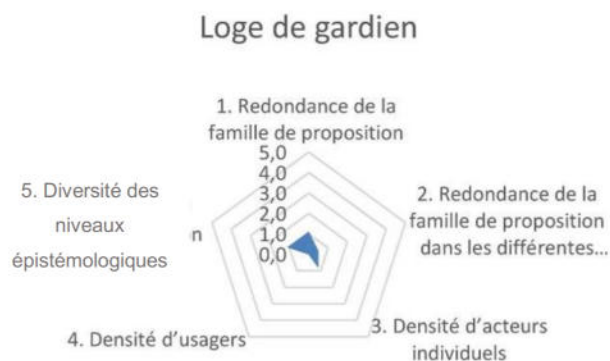 Loge de gardien
1. Redondance de la
famille de proposition
5,0
4,0
3,0
2,0
1,0
0,0
2. Redondance de la
famille de proposition
dans les différentes...
3. Densité d'acteurs
individuels
4. Densité d'usagers
5. Diversité des
niveaux
n
épistémologiques